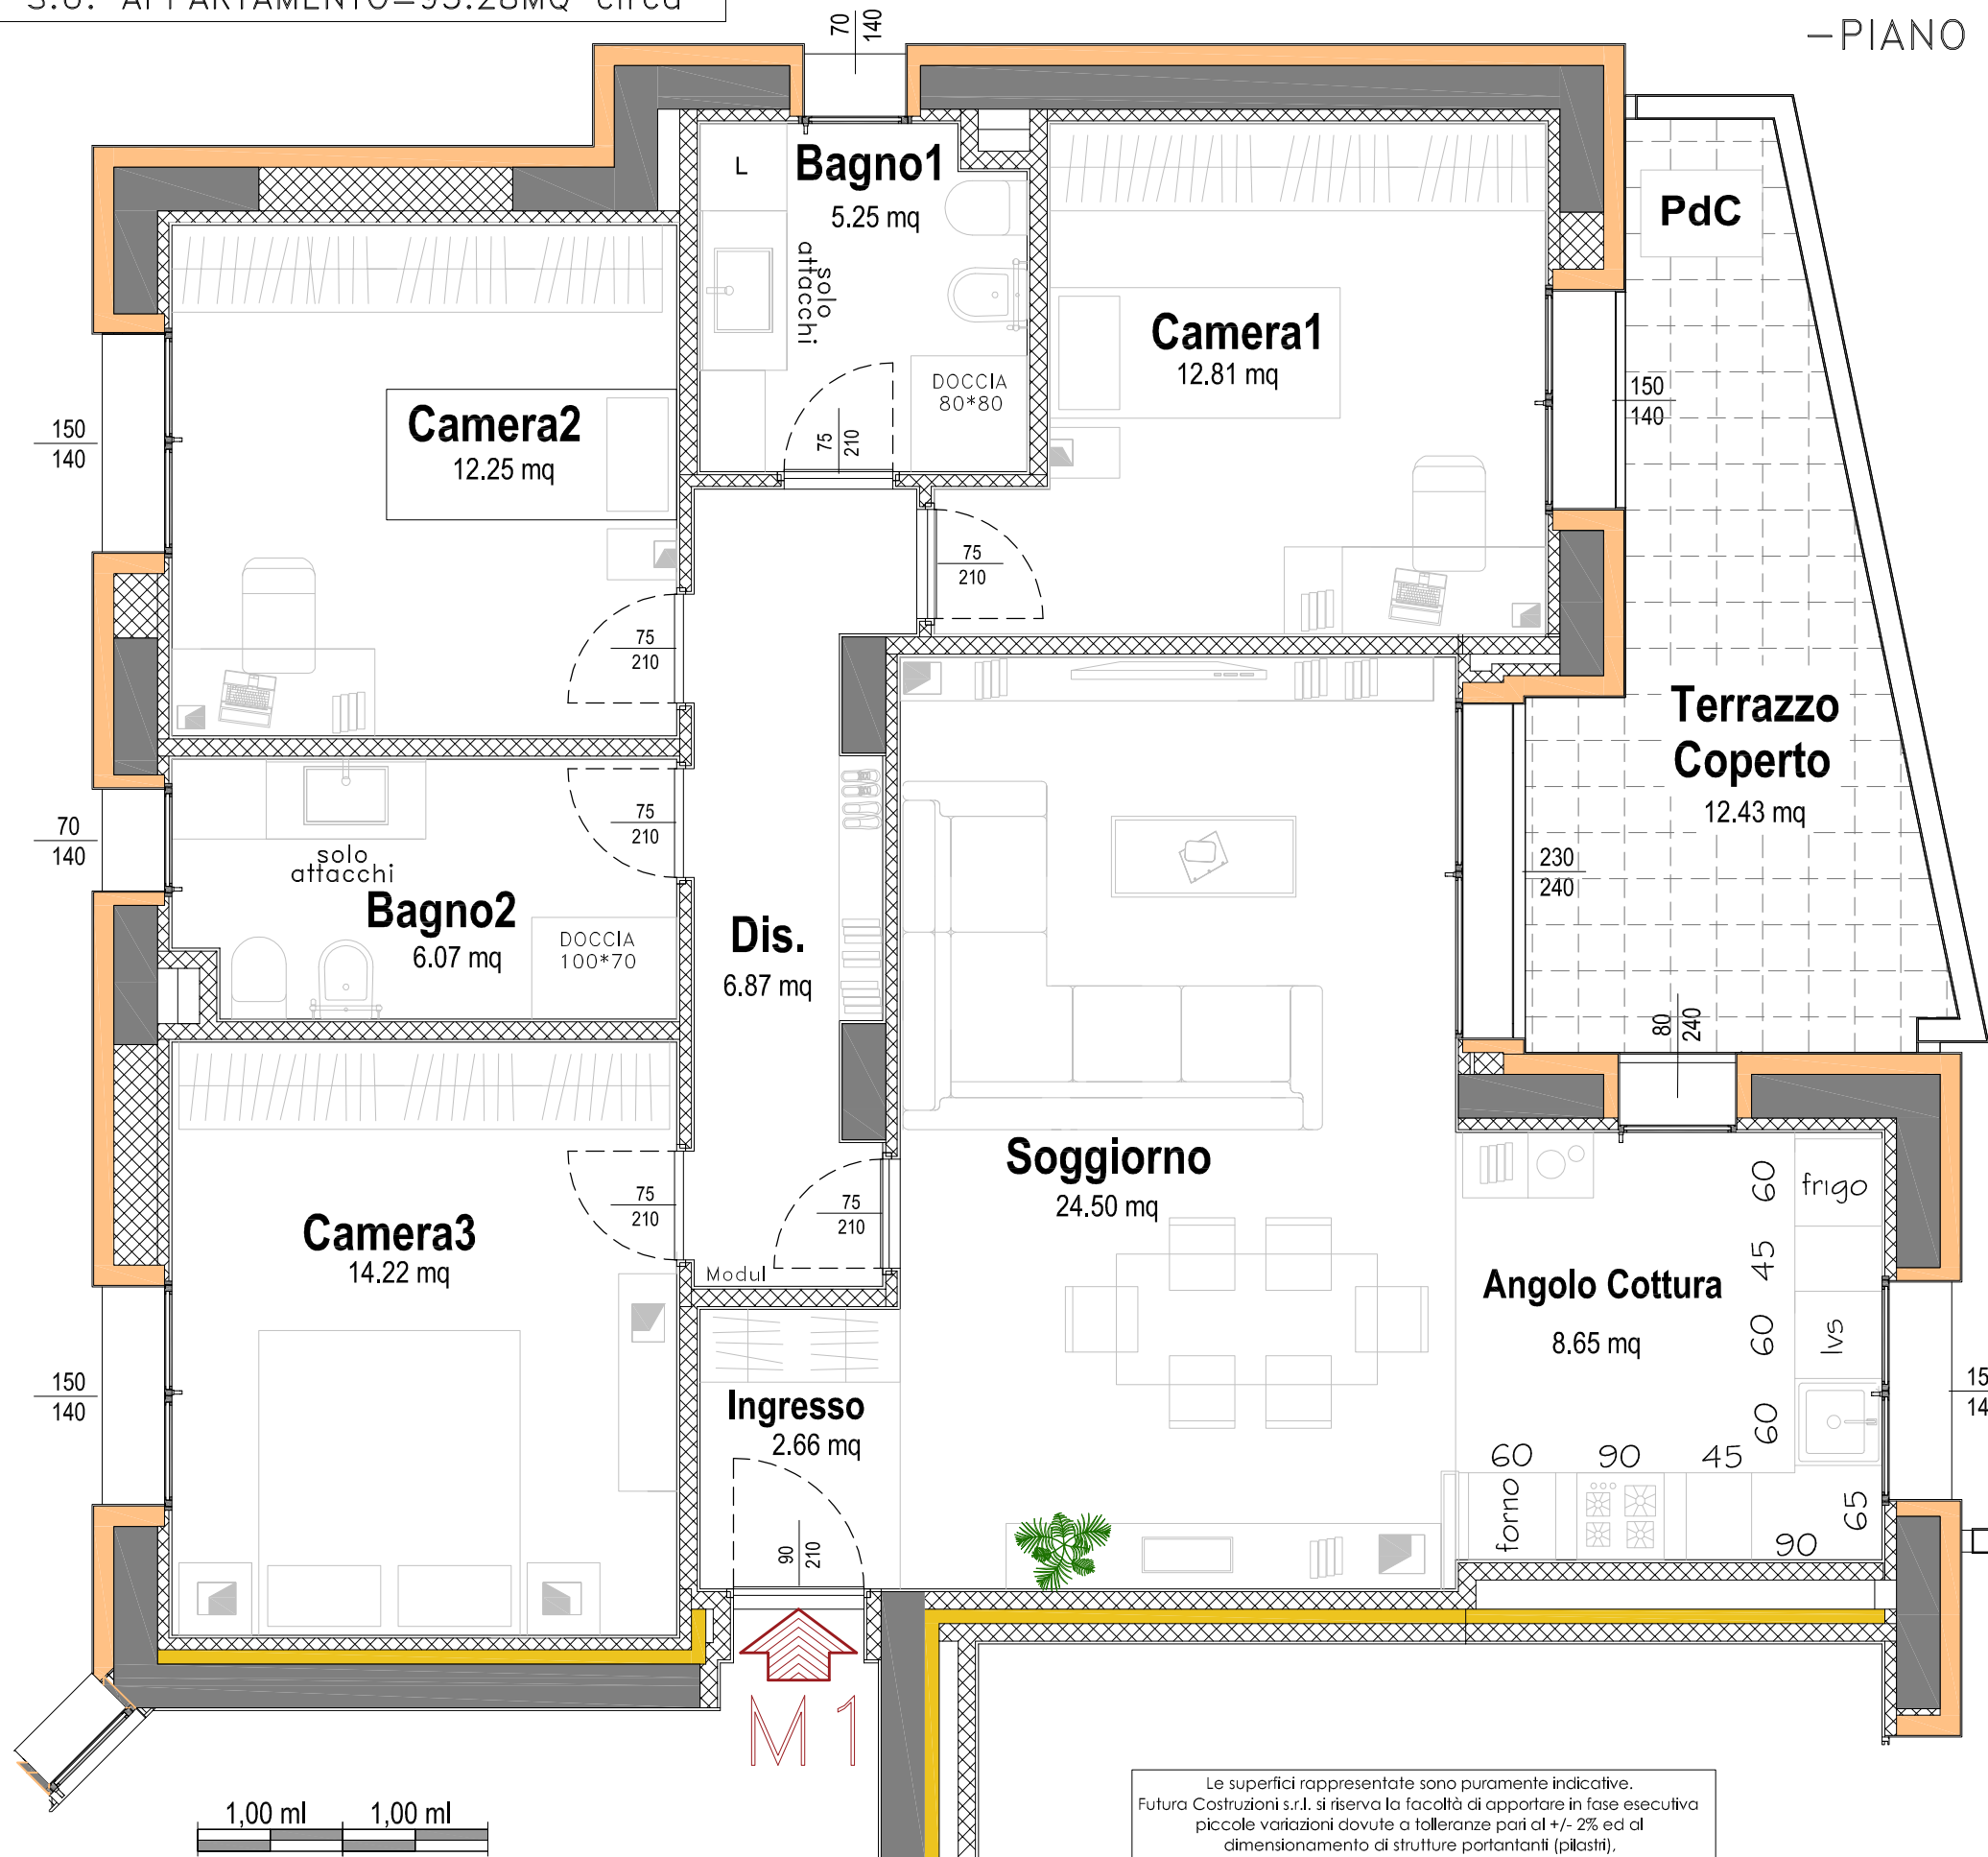 S.U. APPARTAMENTO=93.28MQ circa
-PIANO
70
140
Bagno1
5.25 mq
L
solo
attacchi
DOCCIA
80*80
75
210
Camera1
12.81 mq
75
210
150
140
PdC
Camera2
12.25 mq
150
140
75
210
Terrazzo
Coperto
12.43 mq
230
240
80
240
70
140
solo
attacchi
Bagno2
6.07 mq
DOCCIA
100*70
75
210
Dis.
6.87 mq
Soggiorno
24.50 mq
75
210
Modul
Camera3
14.22 mq
75
210
150
140
Angolo Cottura
8.65 mq
60
frigo
45
60
lvs
60
60
90
45
forno
65
90
Ingresso
2.66 mq
90
210
M1
1,00 ml
1,00 ml
Le superfici rappresentate sono puramente indicative.
Futura Costruzioni s.r.l. si riserva la facoltà di apportare in fase esecutiva
piccole variazioni dovute a tolleranze pari al +/- 2% ed al
dimensionamento di strutture portantanti (pilastri),